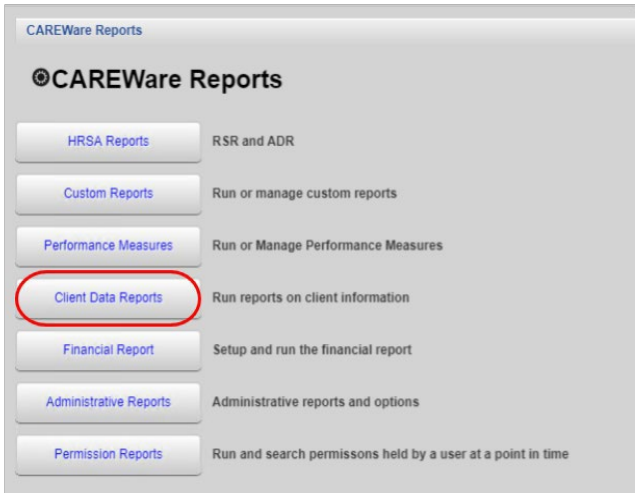 CAREWare Reports
CAREWare Reports
HRSA Reports RSR and ADR
Custom Reports Run or manage custom reports
Performance Measures Run or Manage Performance Measures
Client Data Reports Run reports on client information
Financial Report Setup and run the financial report
Administrative Reports Administrative reports and options
Permission Reports Run and search permissons held by a user at a point in time